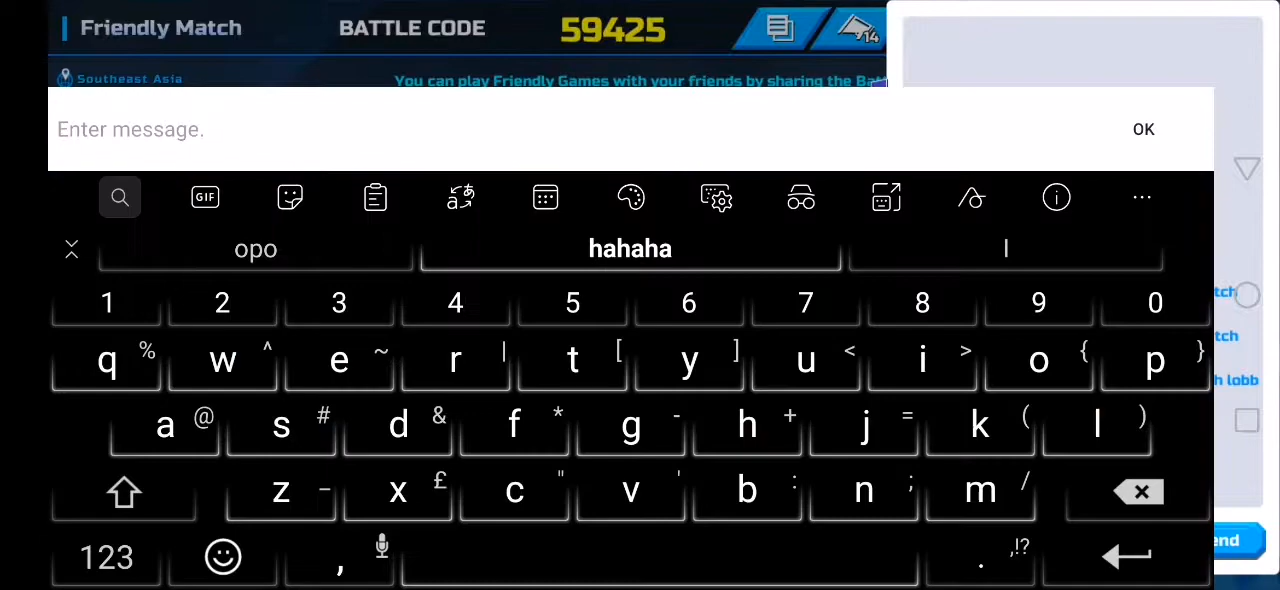 Friendly Match BATTLE CODE 59425 14
Southeast Asia
You can play Friendly Games with your friends by sharing the Bat
Enter message. OK
GIF
opo hahaha I
1 2 3 4 5 6 7 8 9 0
q % w ^ e ~ r | t [ y ] u < i > o { p }
a @ s # d & f * g - h + j = k ( l )
z _ x £ c " v ' b : n ; m /
123 , . ,!?
tch
tch
h lobb
end